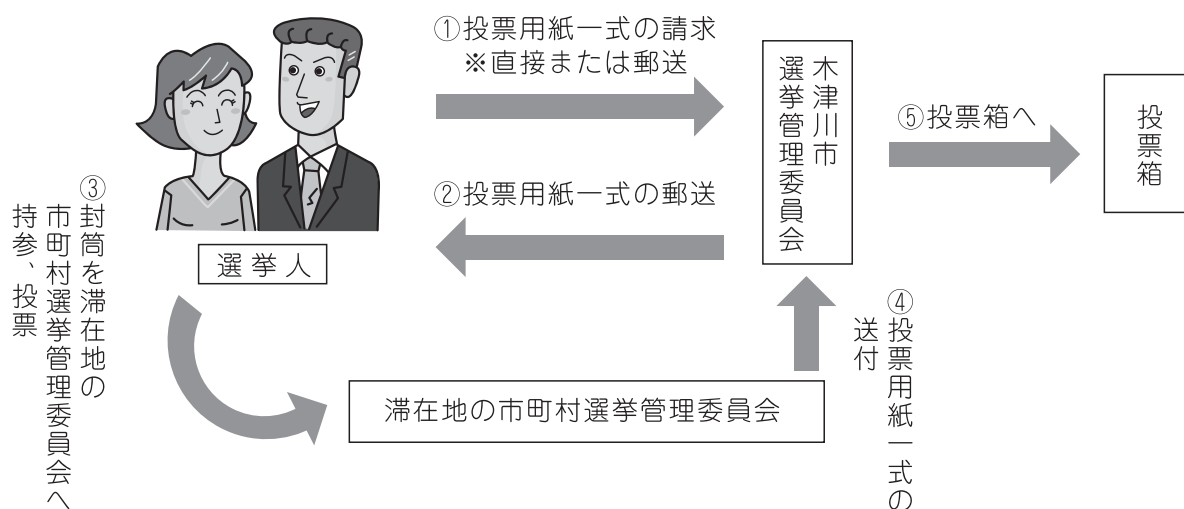 ①投票用紙一式の請求
※直接または郵送
②投票用紙一式の郵送
選挙人
③封筒を滞在地の
市町村選挙管理委員会へ
持参、投票
滞在地の市町村選挙管理委員会
④投票用紙一式の
送付
木津川市
選挙管理委員会
⑤投票箱へ
投票箱